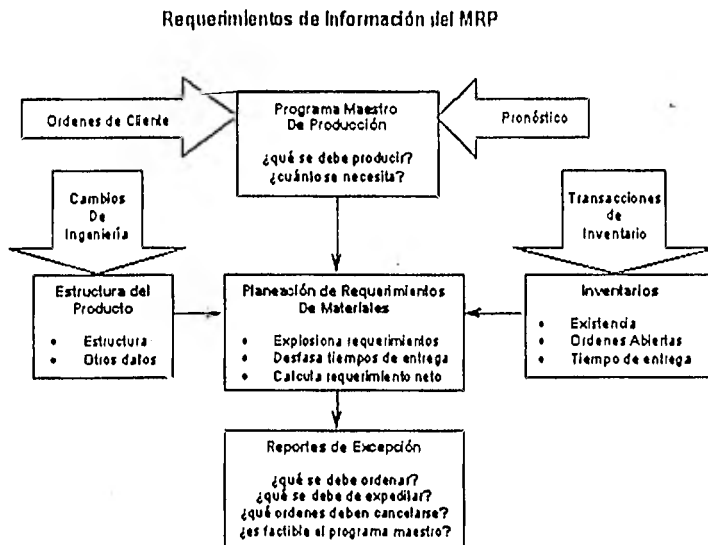 Requerimientos de Información del MRP
Ordenes de Cliente
Programa Maestro
De Producción
¿qué se debe producir?
¿cuánto se necesita?
Pronóstico
Cambios
De
Ingeniería
Transacciones
de
Inventario
Estructura del
Producto
• Estructura
• Otros datos
Planeación de Requerimientos
De Materiales
• Explosiona requerimientos
• Desfasa tiempos de entrega
• Calcula requerimiento neto
Inventarios
• Existencia
• Ordenes Abiertas
• Tiempo de entrega
Reportes de Excepción
¿qué se debe ordenar?
¿qué se debe de expeditar?
¿qué ordenes deben cancelarse?
¿es factible el programa maestro?